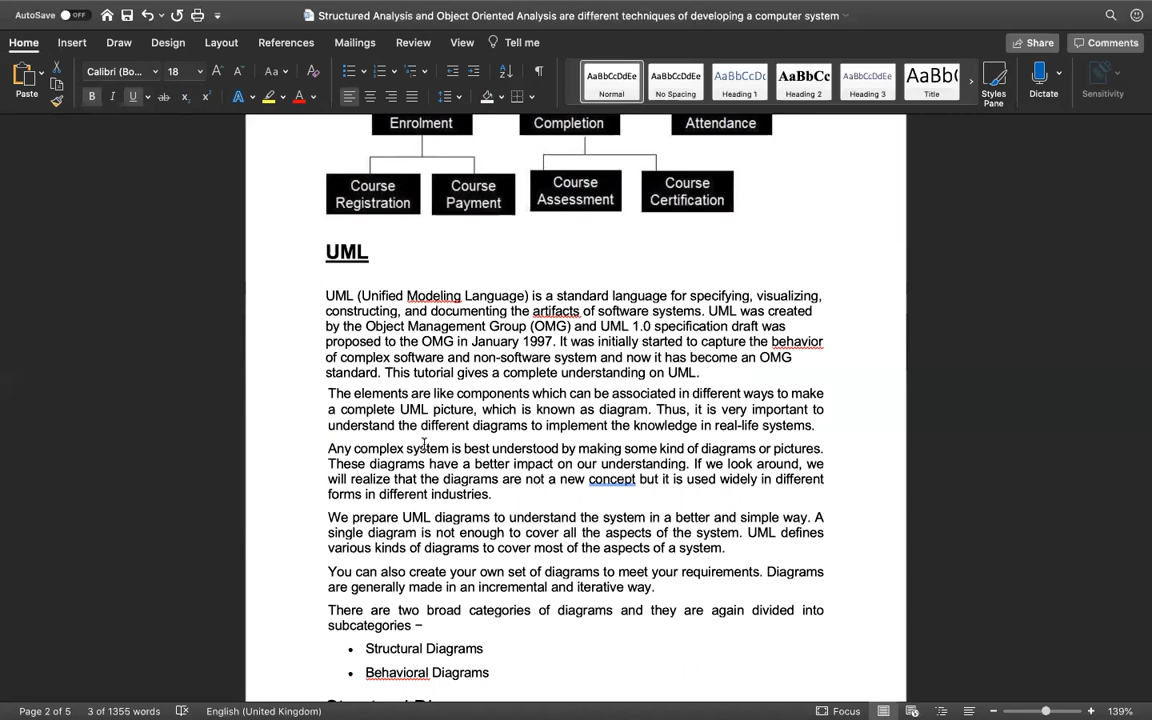 AutoSave OFF Structured Analysis and Object Oriented Analysis are different techniques of developing a computer system
Home Insert Draw Design Layout References Mailings Review View Tell me Share Comments
Paste Calibri (Bo... 18 Aa AaBbCcDdEe Normal AaBbCcDdEe No Spacing AaBbCcDc Heading 1 AaBbCc Heading 2 AaBbCcDdEe Heading 3 AaBb( Title Styles Pane Dictate Sensitivity
B I U ab x₂ x² A A
Enrolment Completion Attendance
Course Registration Course Payment Course Assessment Course Certification
UML
UML (Unified Modeling Language) is a standard language for specifying, visualizing,
constructing, and documenting the artifacts of software systems. UML was created
by the Object Management Group (OMG) and UML 1.0 specification draft was
proposed to the OMG in January 1997. It was initially started to capture the behavior
of complex software and non-software system and now it has become an OMG
standard. This tutorial gives a complete understanding on UML.
The elements are like components which can be associated in different ways to make
a complete UML picture, which is known as diagram. Thus, it is very important to
understand the different diagrams to implement the knowledge in real-life systems.
Any complex system is best understood by making some kind of diagrams or pictures.
These diagrams have a better impact on our understanding. If we look around, we
will realize that the diagrams are not a new concept but it is used widely in different
forms in different industries.
We prepare UML diagrams to understand the system in a better and simple way. A
single diagram is not enough to cover all the aspects of the system. UML defines
various kinds of diagrams to cover most of the aspects of a system.
You can also create your own set of diagrams to meet your requirements. Diagrams
are generally made in an incremental and iterative way.
There are two broad categories of diagrams and they are again divided into
subcategories –
• Structural Diagrams
• Behavioral Diagrams
Page 2 of 5 3 of 1355 words English (United Kingdom) Focus 139%